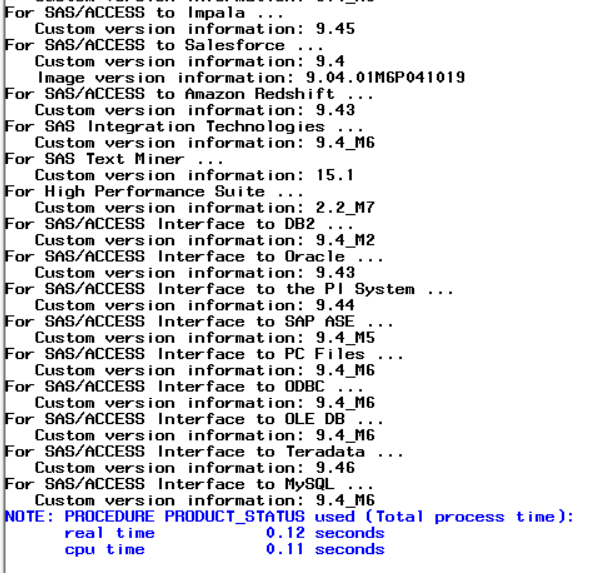 For SAS/ACCESS to Impala ...
Custom version information: 9.45
For SAS/ACCESS to Salesforce ...
Custom version information: 9.4
Image version information: 9.04.01M6P041019
For SAS/ACCESS to Amazon Redshift ...
Custom version information: 9.43
For SAS Integration Technologies ...
Custom version information: 9.4_M6
For SAS Text Miner ...
Custom version information: 15.1
For High Performance Suite ...
Custom version information: 2.2_M7
For SAS/ACCESS Interface to DB2 ...
Custom version information: 9.4_M2
For SAS/ACCESS Interface to Oracle ...
Custom version information: 9.43
For SAS/ACCESS Interface to the PI System ...
Custom version information: 9.44
For SAS/ACCESS Interface to SAP ASE ...
Custom version information: 9.4_M5
For SAS/ACCESS Interface to PC Files ...
Custom version information: 9.4_M6
For SAS/ACCESS Interface to ODBC ...
Custom version information: 9.4_M6
For SAS/ACCESS Interface to OLE DB ...
Custom version information: 9.4_M6
For SAS/ACCESS Interface to Teradata ...
Custom version information: 9.46
For SAS/ACCESS Interface to MySQL ...
Custom version information: 9.4_M6
NOTE: PROCEDURE PRODUCT_STATUS used (Total process time):
real time 0.12 seconds
cpu time 0.11 seconds